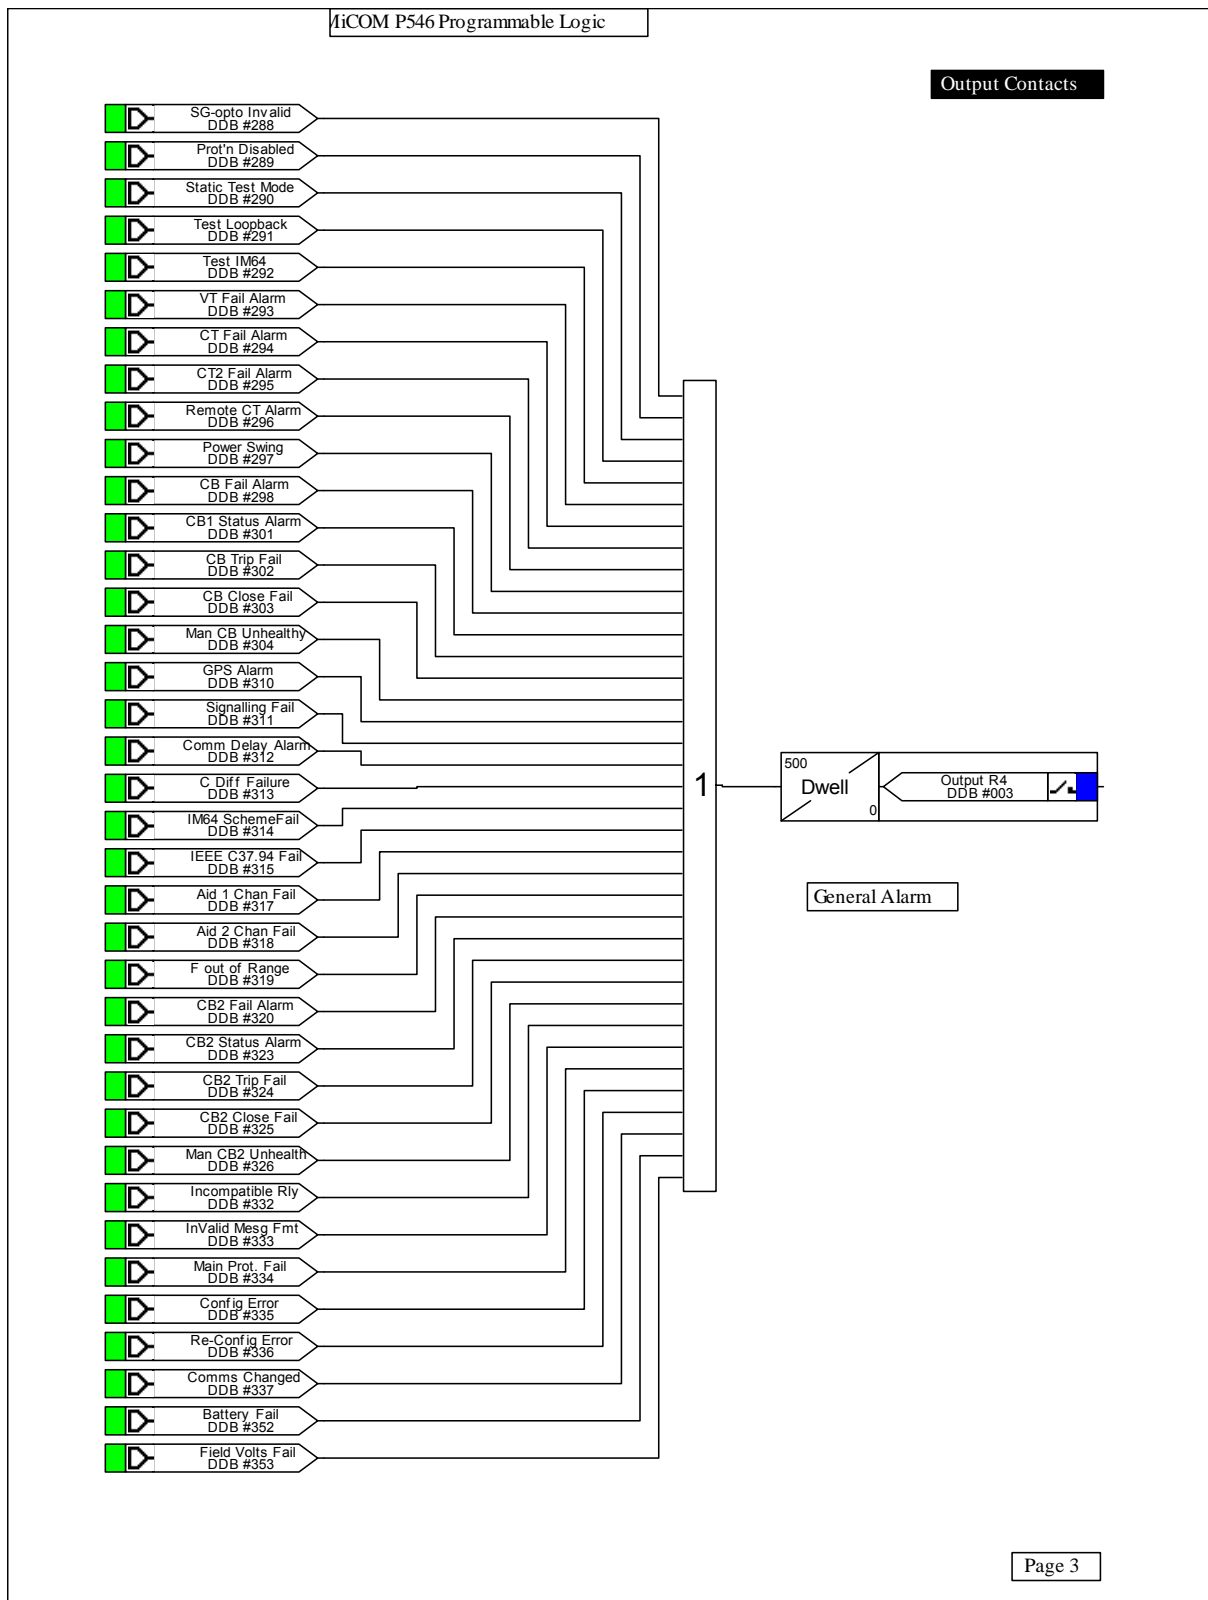 MiCOM P546 Programmable Logic
Output Contacts
SG-opto Invalid
DDB #288
Prot'n Disabled
DDB #289
Static Test Mode
DDB #290
Test Loopback
DDB #291
Test IM64
DDB #292
VT Fail Alarm
DDB #293
CT Fail Alarm
DDB #294
CT2 Fail Alarm
DDB #295
Remote CT Alarm
DDB #296
Power Swing
DDB #297
CB Fail Alarm
DDB #298
CB1 Status Alarm
DDB #301
CB Trip Fail
DDB #302
CB Close Fail
DDB #303
Man CB Unhealthy
DDB #304
GPS Alarm
DDB #310
Signalling Fail
DDB #311
Comm Delay Alarm
DDB #312
C Diff Failure
DDB #313
IM64 SchemeFail
DDB #314
IEEE C37.94 Fail
DDB #315
Aid 1 Chan Fail
DDB #317
Aid 2 Chan Fail
DDB #318
F out of Range
DDB #319
CB2 Fail Alarm
DDB #320
CB2 Status Alarm
DDB #323
CB2 Trip Fail
DDB #324
CB2 Close Fail
DDB #325
Man CB2 Unhealth
DDB #326
Incompatible Rly
DDB #332
InValid Mesg Fmt
DDB #333
Main Prot. Fail
DDB #334
Config Error
DDB #335
Re-Config Error
DDB #336
Comms Changed
DDB #337
Battery Fail
DDB #352
Field Volts Fail
DDB #353
1
500
Dwell
0
Output R4
DDB #003
General Alarm
Page 3